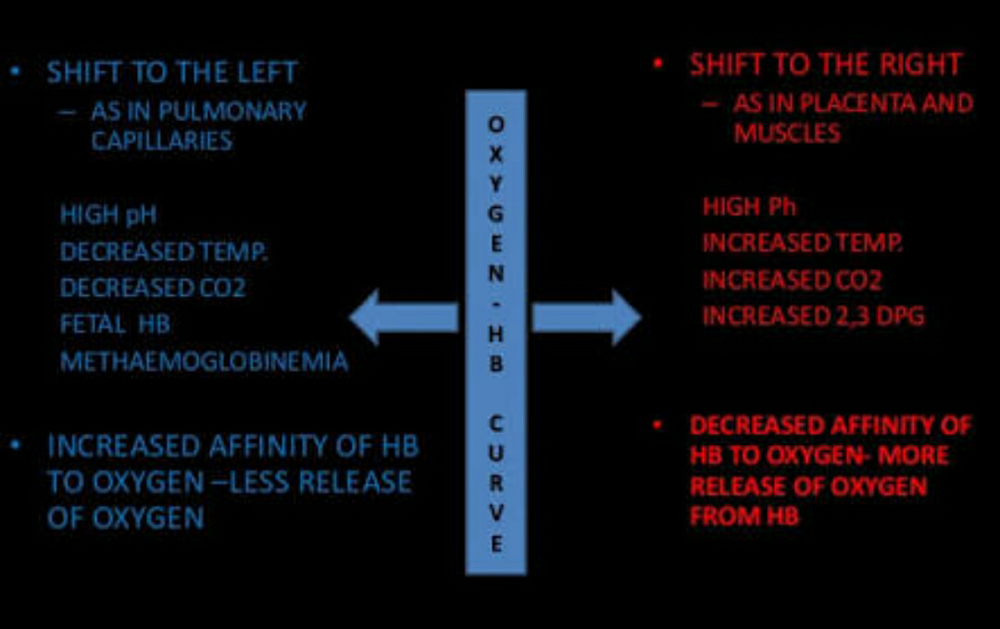 • SHIFT TO THE LEFT
– AS IN PULMONARY
CAPILLARIES
HIGH pH
DECREASED TEMP.
DECREASED CO2
FETAL HB
METHAEMOGLOBINEMIA
• INCREASED AFFINITY OF HB
TO OXYGEN –LESS RELEASE
OF OXYGEN
OXYGEN-HB CURVE
• SHIFT TO THE RIGHT
– AS IN PLACENTA AND
MUSCLES
HIGH Ph
INCREASED TEMP.
INCREASED CO2
INCREASED 2,3 DPG
• DECREASED AFFINITY OF
HB TO OXYGEN- MORE
RELEASE OF OXYGEN
FROM HB